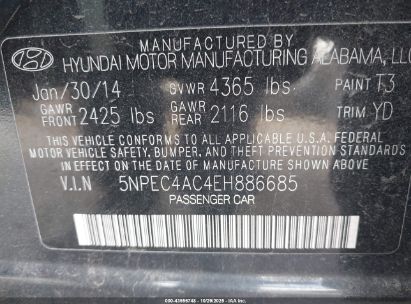 MANUFACTURED BY
HYUNDAI MOTOR MANUFACTURING ALABAMA, LLC
Jan/30/14 GVWR 4365 lbs PAINT T3
GAWR FRONT 2425 lbs GAWR REAR 2116 lbs TRIM YD
THIS VEHICLE CONFORMS TO ALL APPLICABLE U.S.A. FEDERAL
MOTOR VEHICLE SAFETY, BUMPER, AND THEFT PREVENTION STANDARDS
IN EFFECT ON THE DATE OF MANUFACTURE SHOWN ABOVE.
V.I.N 5NPEC4AC4EH886685
PASSENGER CAR